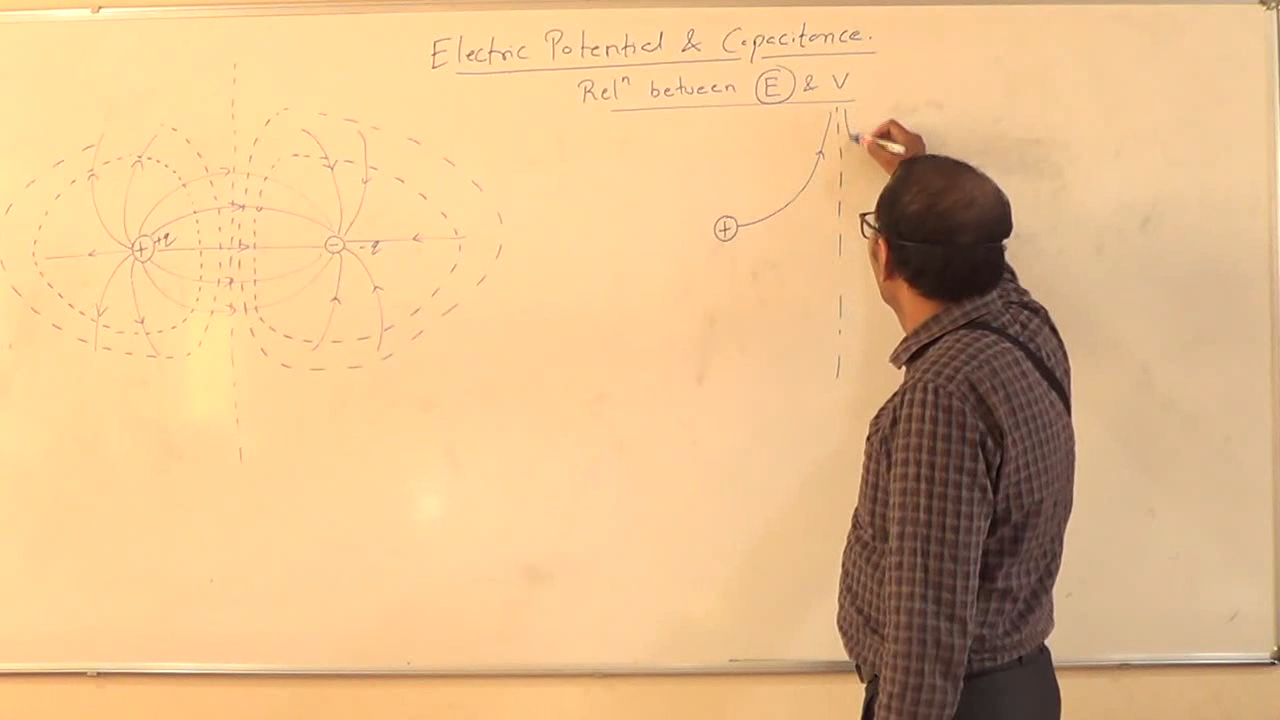 Electric Potential & Capacitance.
Relⁿ between E & V
+ +q - -q
+